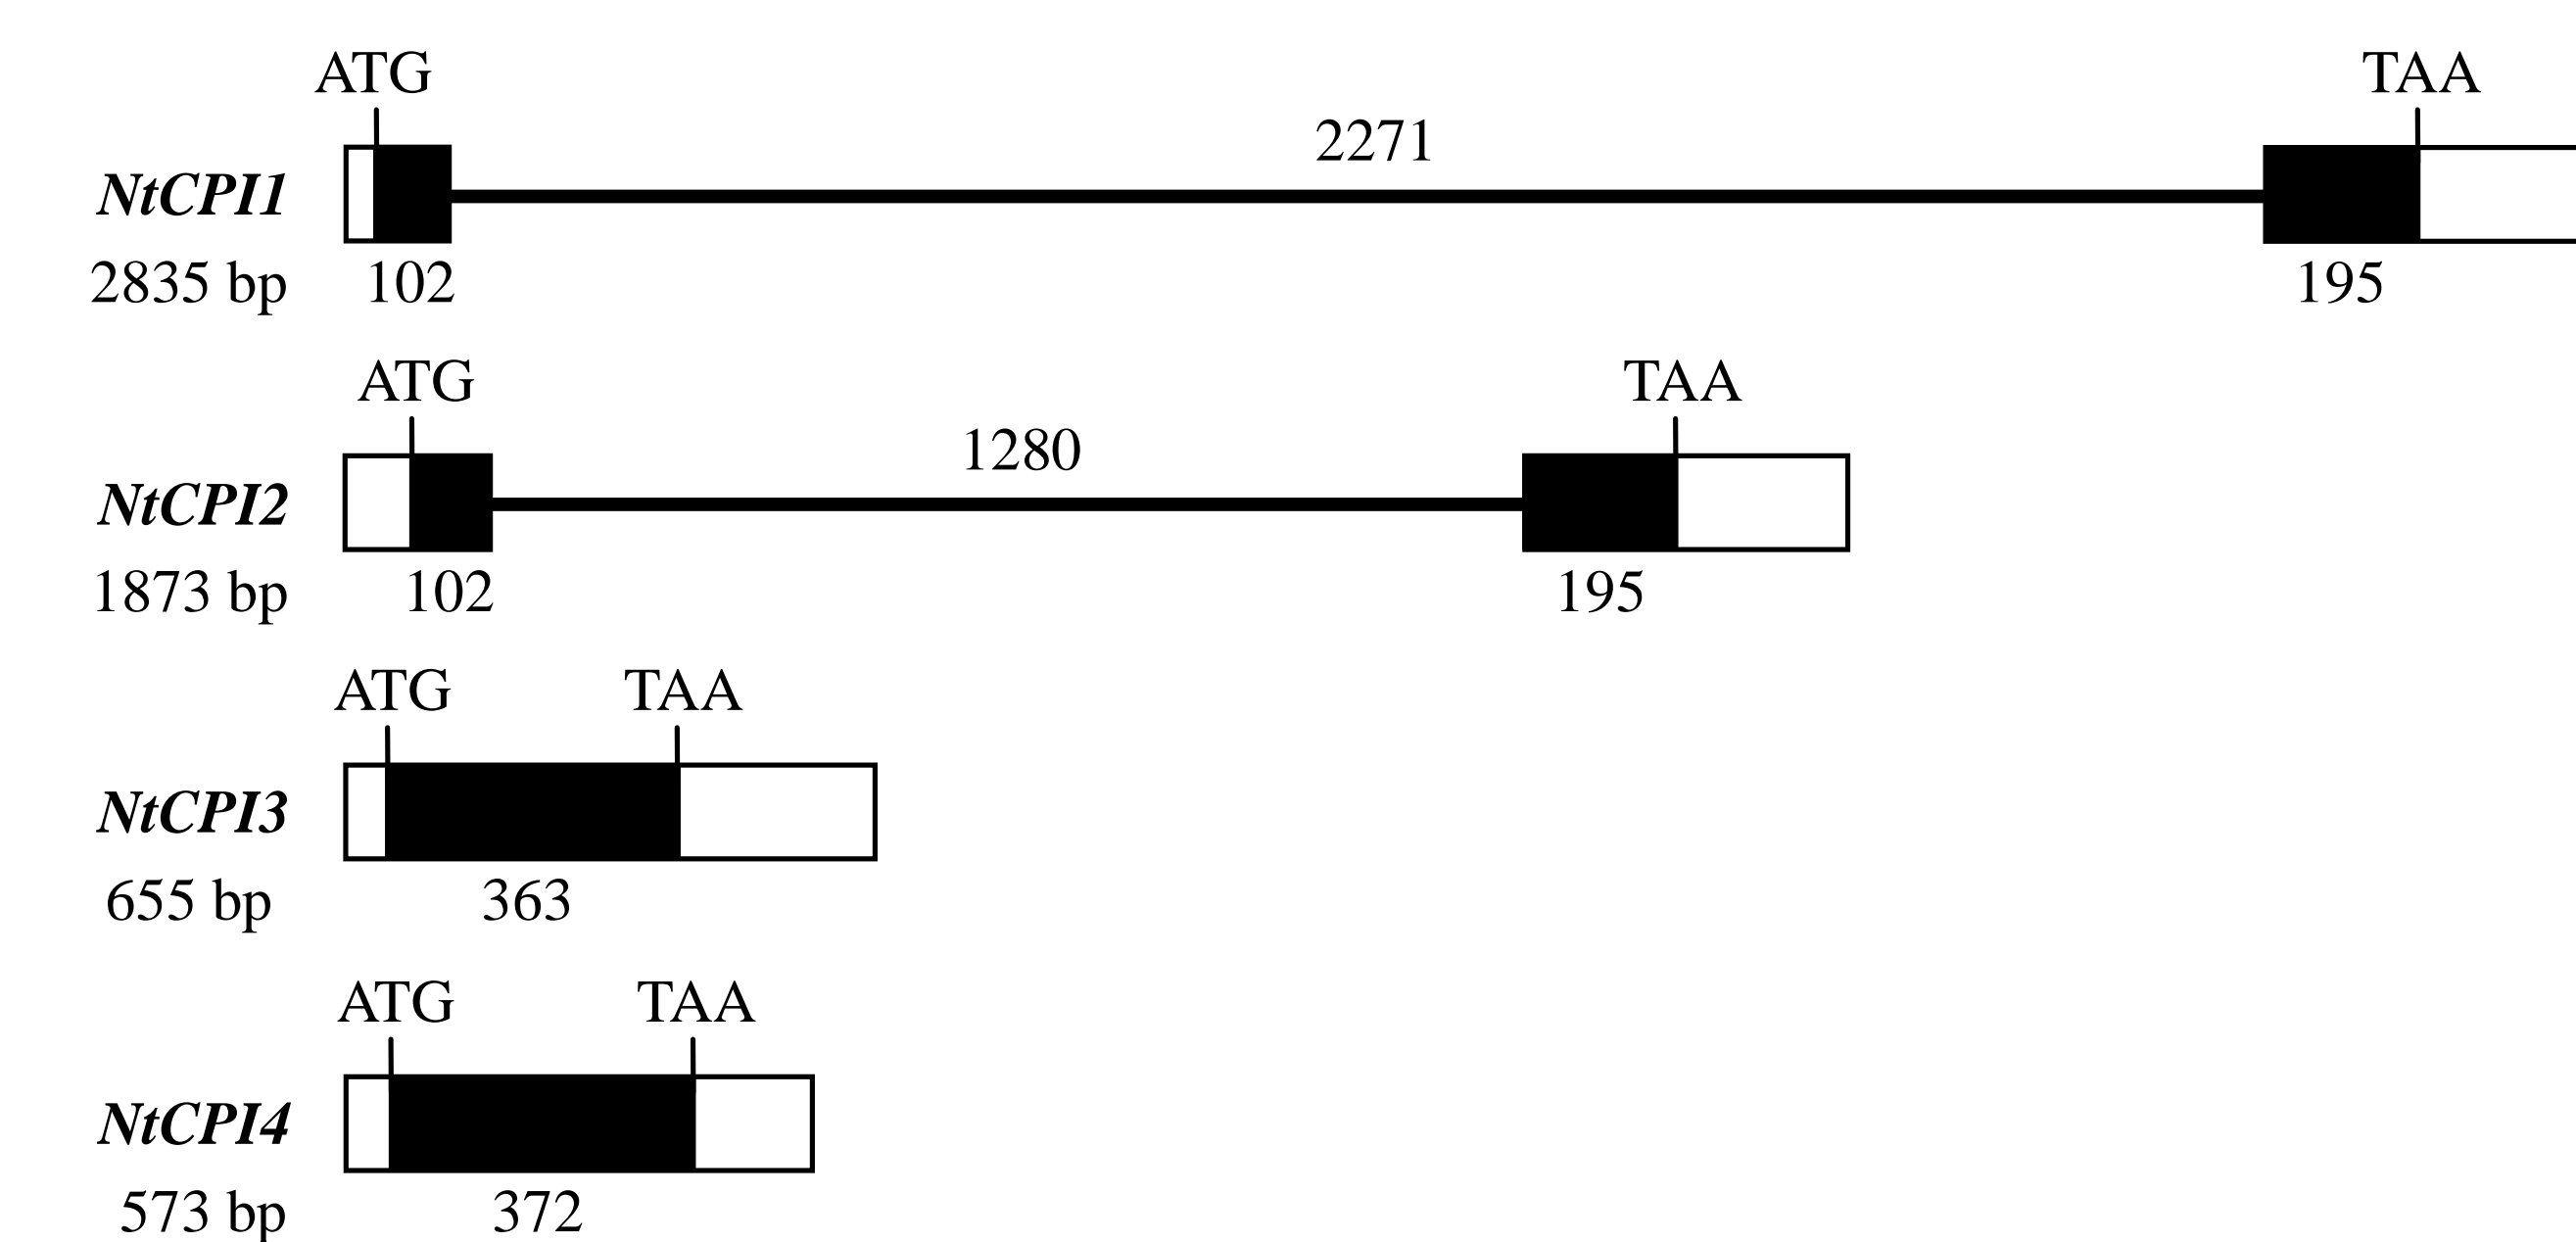 ATG TAA
2271
NtCPI1
2835 bp 102 195
ATG TAA
1280
NtCPI2
1873 bp 102 195
ATG TAA
NtCPI3
655 bp 363
ATG TAA
NtCPI4
573 bp 372